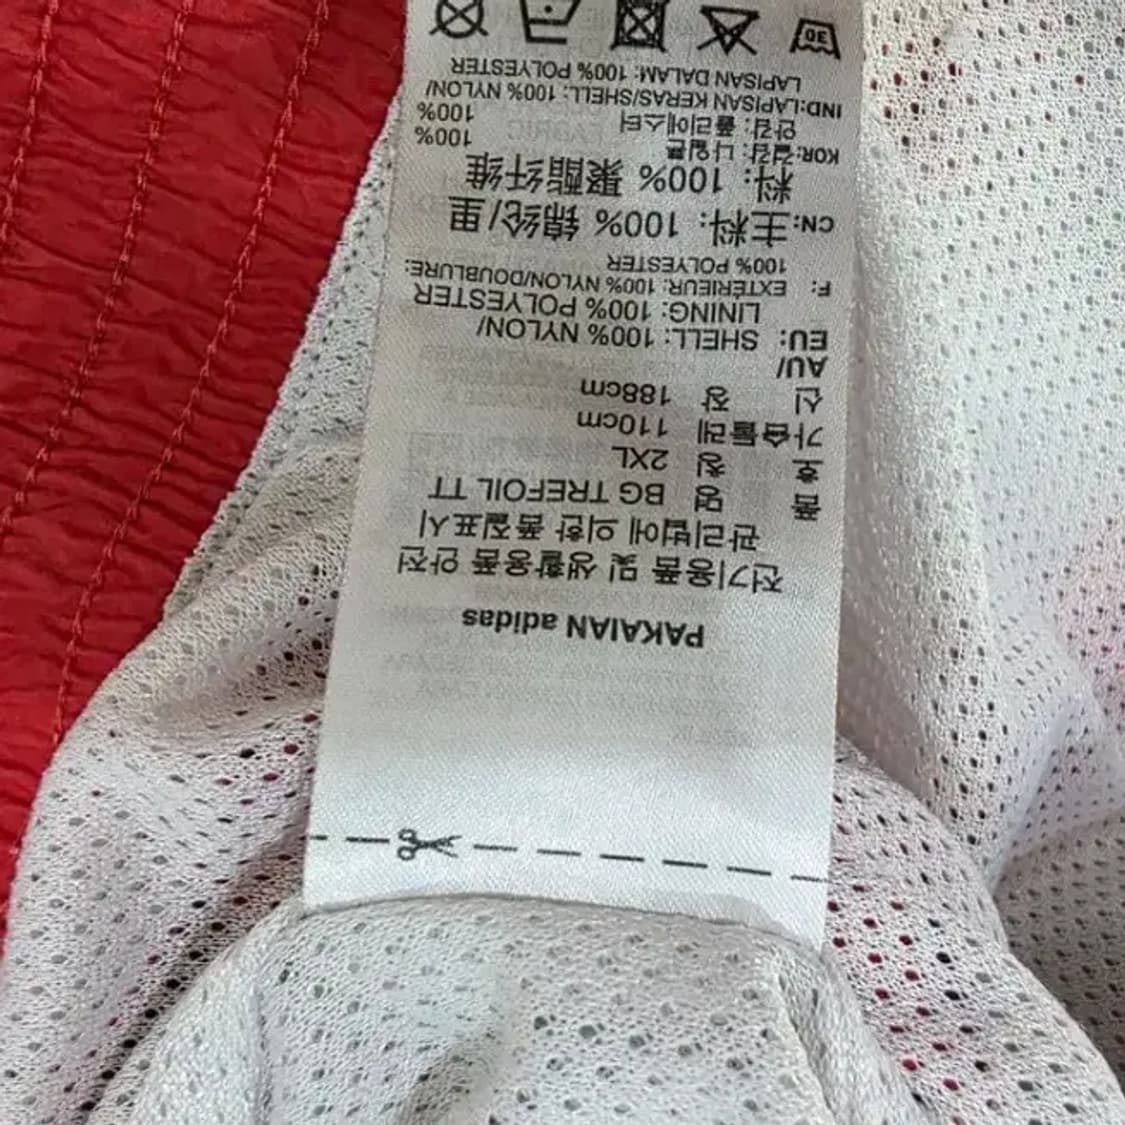 PAKAIAN adidas
전기용품 및 생활용품 안전
관리법에 의한 품질표시
품 명 BG TREFOIL TT
호 칭 2XL
가슴둘레 110cm
신 장 188cm
AU/
EU: SHELL: 100% NYLON/
LINING: 100% POLYESTER
F: EXTÉRIEUR: 100% NYLON/DOUBLURE:
100% POLYESTER
CN: 主料: 100% 锦纶/里
料: 100% 聚酯纤维
KOR: 겉감: 나일론 100%
안감: 폴리에스터 100%
IND: LAPISAN KERAS/SHELL: 100% NYLON/
LAPISAN DALAM: 100% POLYESTER
30